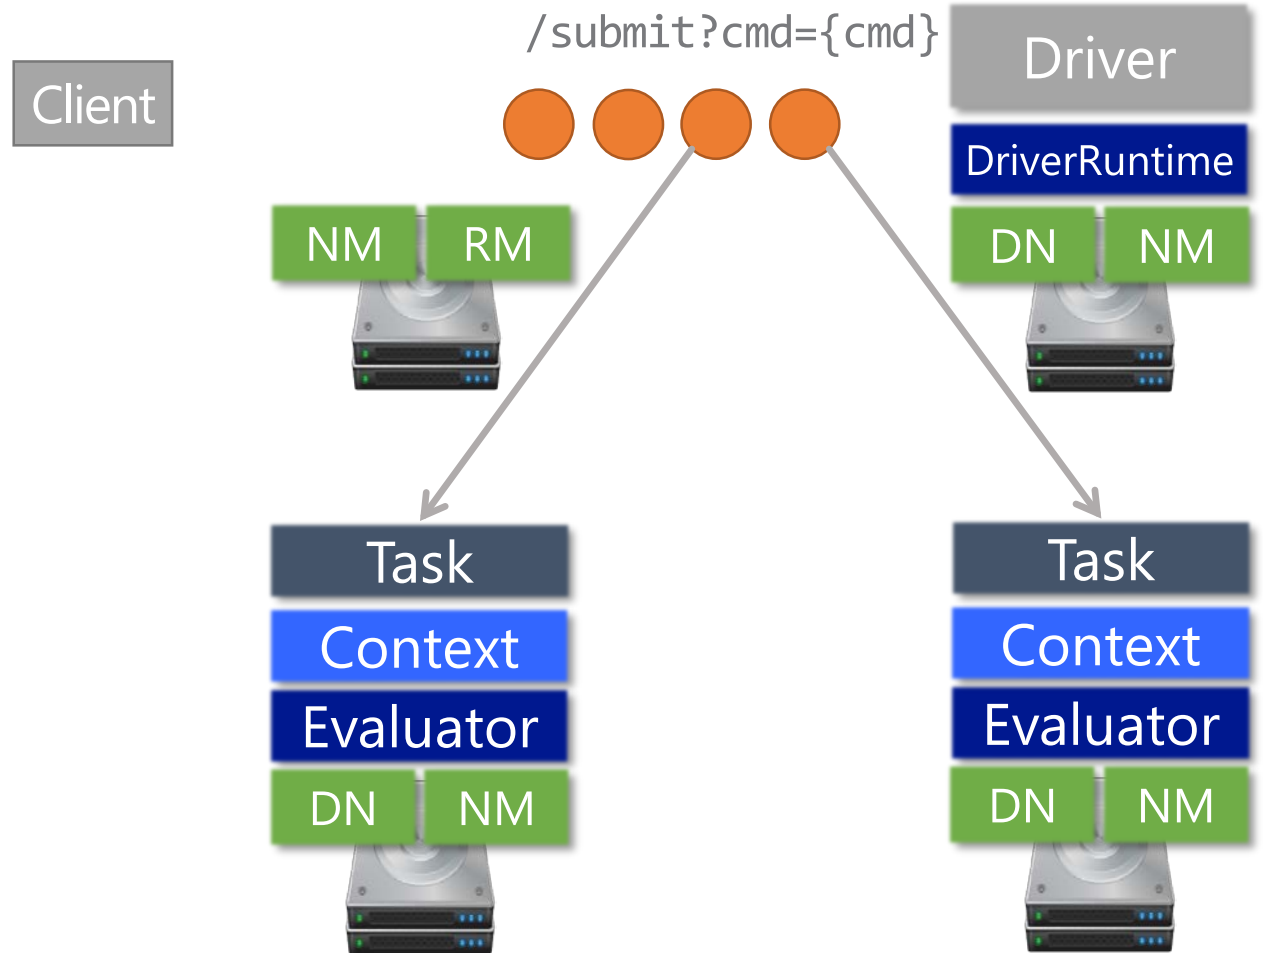 /submit?cmd={cmd}
Driver
Client
DriverRuntime
NM RM
DN NM
Task
Context
Evaluator
DN NM
Task
Context
Evaluator
DN NM